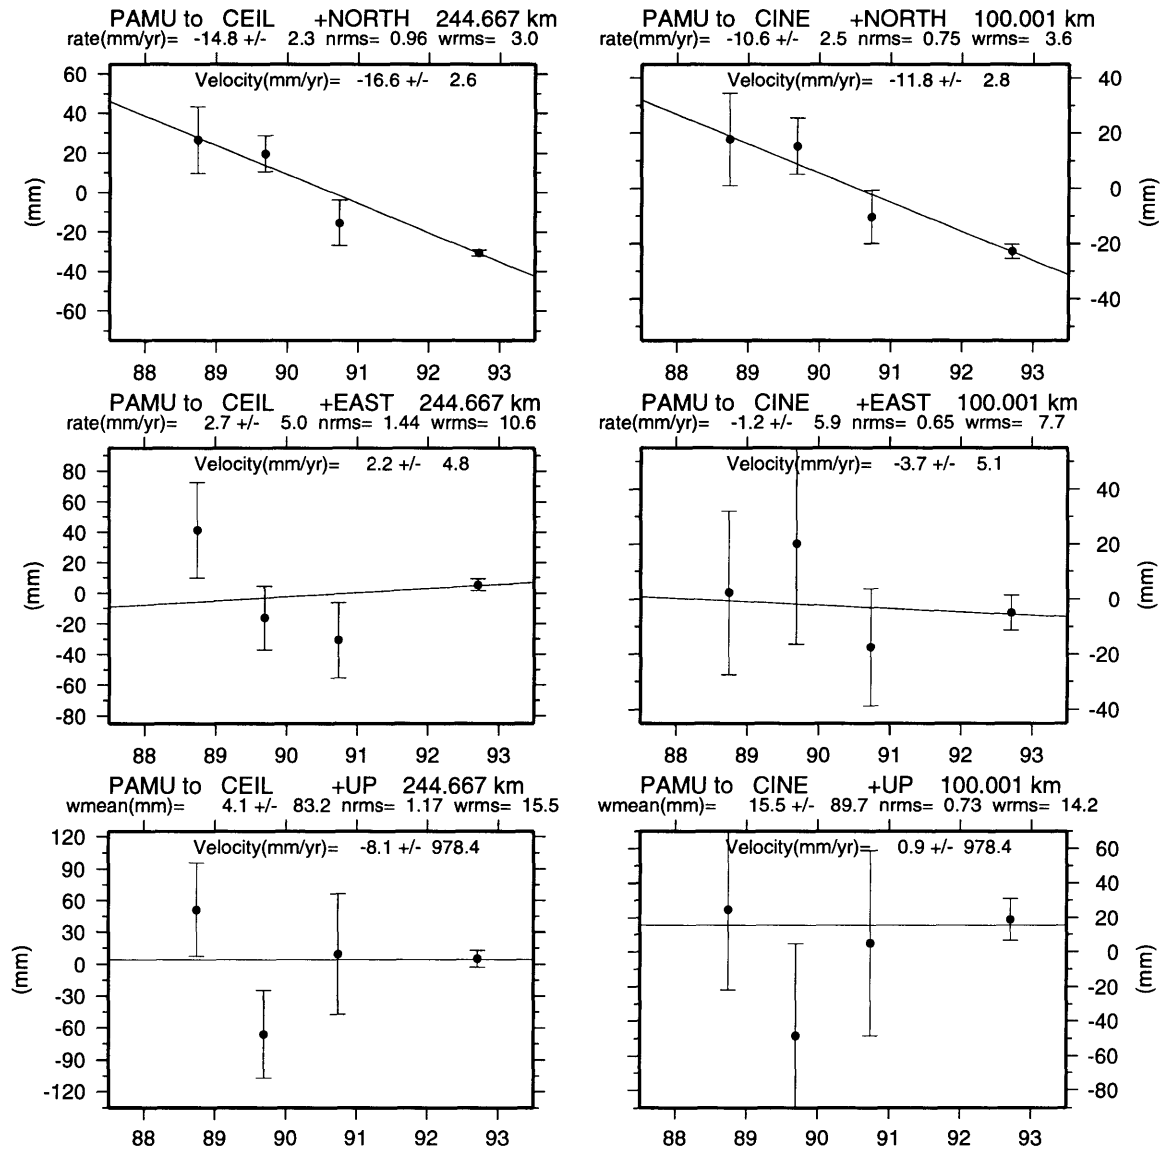 PAMU to CEIL +NORTH 244.667 km
rate(mm/yr)= -14.8 +/- 2.3 nrms= 0.96 wrms= 3.0
Velocity(mm/yr)= -16.6 +/- 2.6
60
40
20
0
-20
-40
-60
(mm)
88 89 90 91 92 93
PAMU to CINE +NORTH 100.001 km
rate(mm/yr)= -10.6 +/- 2.5 nrms= 0.75 wrms= 3.6
Velocity(mm/yr)= -11.8 +/- 2.8
40
20
0
-20
-40
(mm)
88 89 90 91 92 93
PAMU to CEIL +EAST 244.667 km
rate(mm/yr)= 2.7 +/- 5.0 nrms= 1.44 wrms= 10.6
Velocity(mm/yr)= 2.2 +/- 4.8
80
60
40
20
0
-20
-40
-60
-80
(mm)
88 89 90 91 92 93
PAMU to CINE +EAST 100.001 km
rate(mm/yr)= -1.2 +/- 5.9 nrms= 0.65 wrms= 7.7
Velocity(mm/yr)= -3.7 +/- 5.1
40
20
0
-20
-40
(mm)
88 89 90 91 92 93
PAMU to CEIL +UP 244.667 km
wmean(mm)= 4.1 +/- 83.2 nrms= 1.17 wrms= 15.5
Velocity(mm/yr)= -8.1 +/- 978.4
120
90
60
30
0
-30
-60
-90
-120
(mm)
88 89 90 91 92 93
PAMU to CINE +UP 100.001 km
wmean(mm)= 15.5 +/- 89.7 nrms= 0.73 wrms= 14.2
Velocity(mm/yr)= 0.9 +/- 978.4
60
40
20
0
-20
-40
-60
-80
(mm)
88 89 90 91 92 93